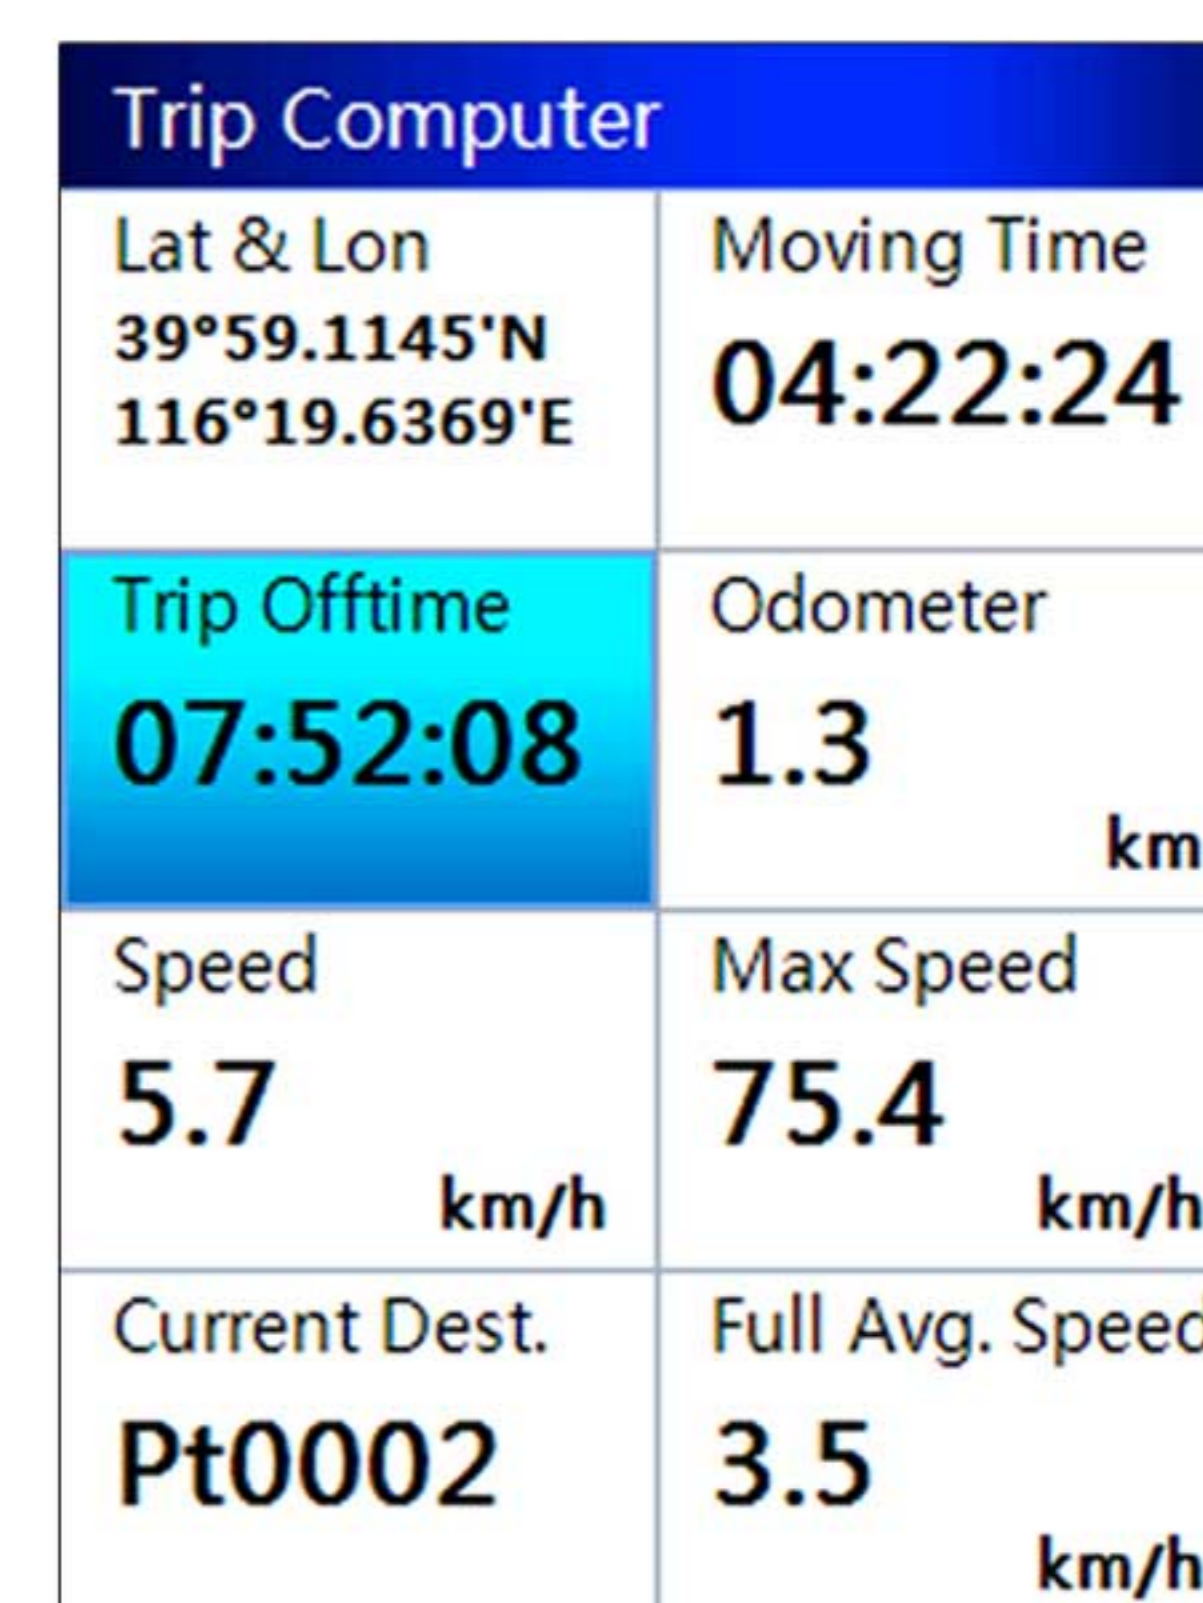 Trip Computer
Lat & Lon
39°59.1145'N
116°19.6369'E
Moving Time
04:22:24
Trip Offtime
07:52:08
Odometer
1.3
km
Speed
5.7
km/h
Max Speed
75.4
km/h
Current Dest.
Pt0002
Full Avg. Speed
3.5
km/h